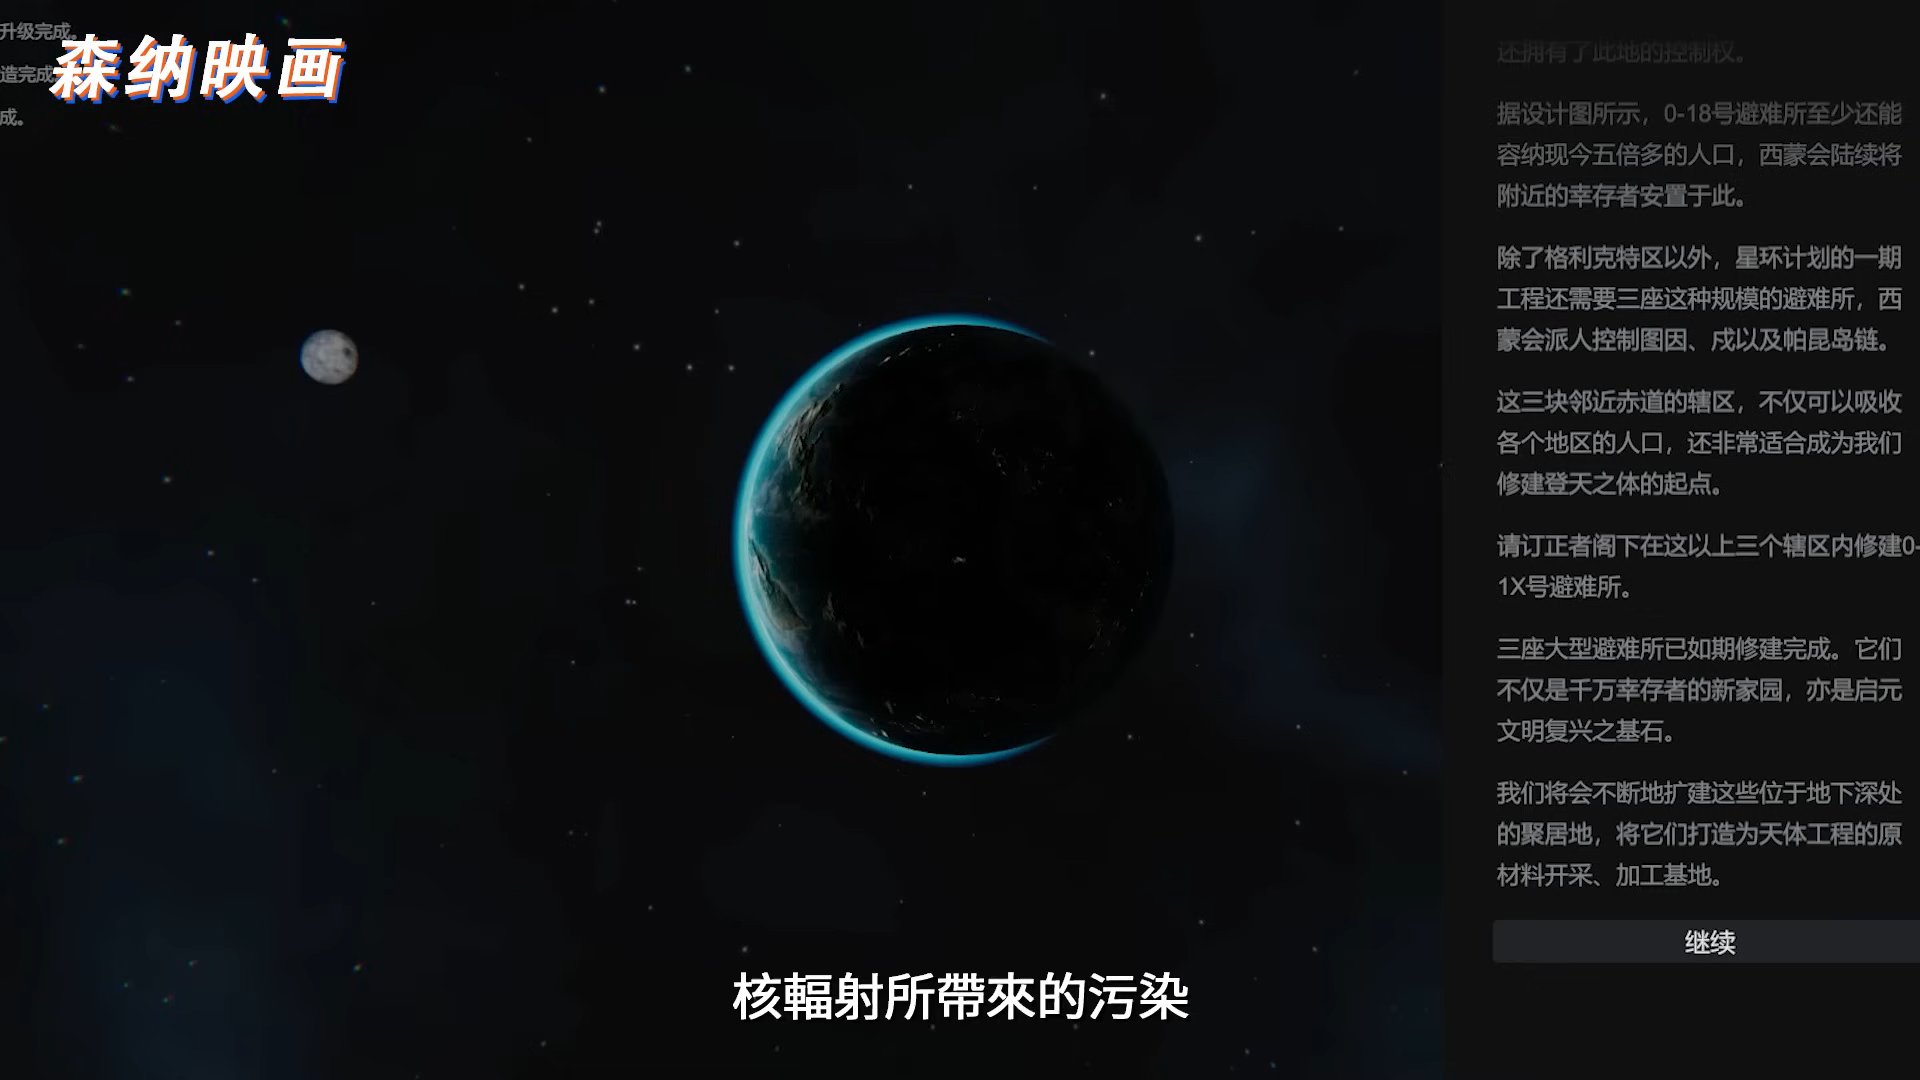 升级完成。
造完成
成。
森纳映画
还拥有了此地的控制权。
据设计图所示，0-18号避难所至少还能
容纳现今五倍多的人口，西蒙会陆续将
附近的幸存者安置于此。
除了格利克特区以外，星环计划的一期
工程还需要三座这种规模的避难所，西
蒙会派人控制图因、戍以及帕昆岛链。
这三块邻近赤道的辖区，不仅可以吸收
各个地区的人口，还非常适合成为我们
修建登天之体的起点。
请订正者阁下在这以上三个辖区内修建0-
1X号避难所。
三座大型避难所已如期修建完成。它们
不仅是千万幸存者的新家园，亦是启元
文明复兴之基石。
我们将会不断地扩建这些位于地下深处
的聚居地，将它们打造为天体工程的原
材料开采、加工基地。
继续
核輻射所帶來的污染